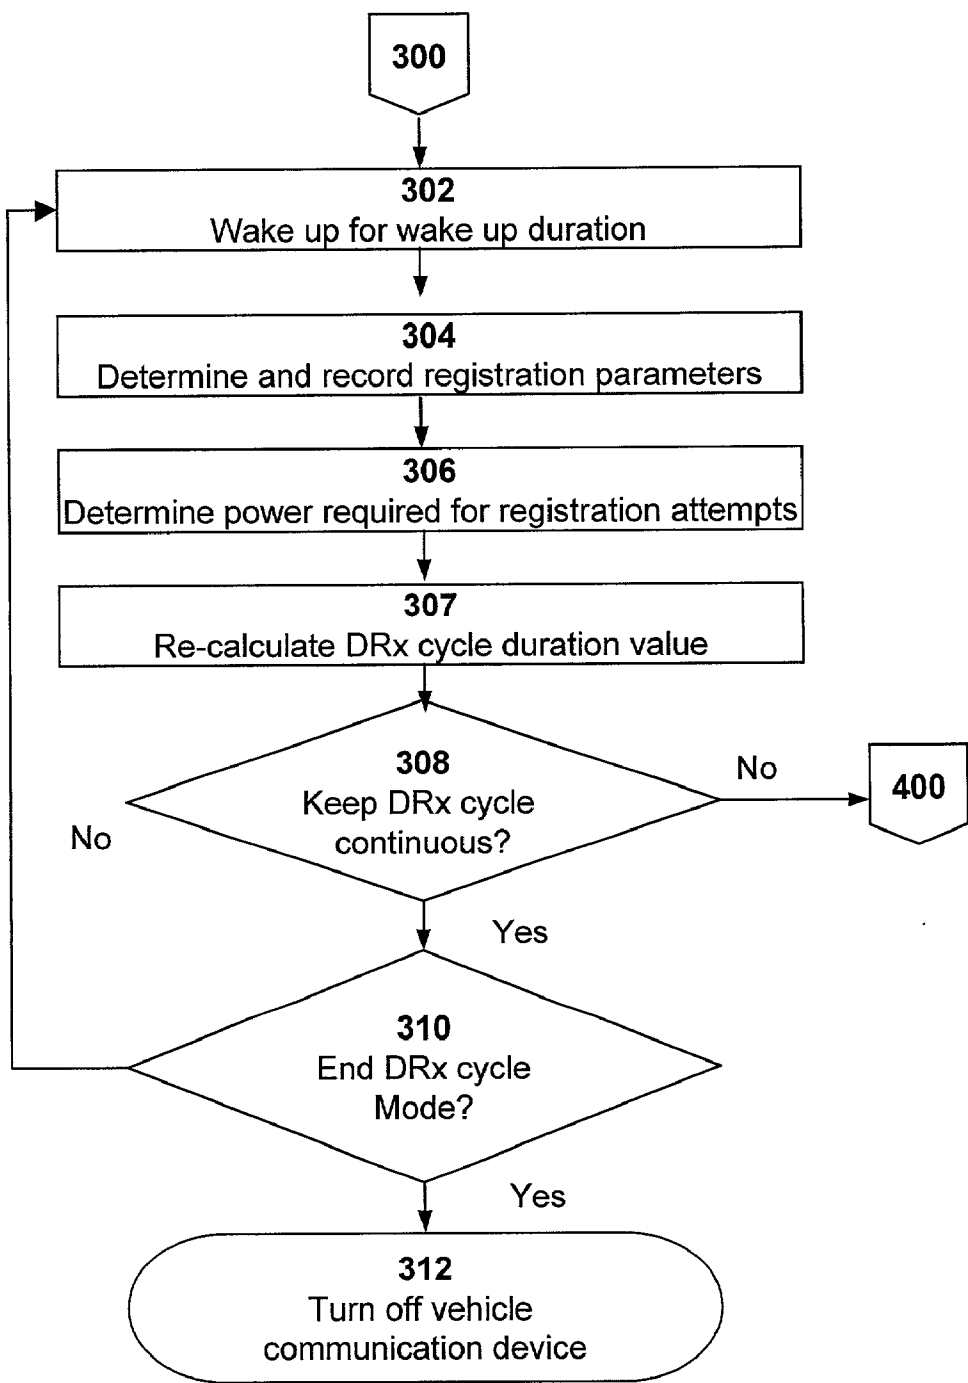 300
302
Wake up for wake up duration
304
Determine and record registration parameters
306
Determine power required for registration attempts
307
Re-calculate DRx cycle duration value
308
Keep DRx cycle
continuous?
No
400
No
Yes
310
End DRx cycle
Mode?
Yes
312
Turn off vehicle
communication device